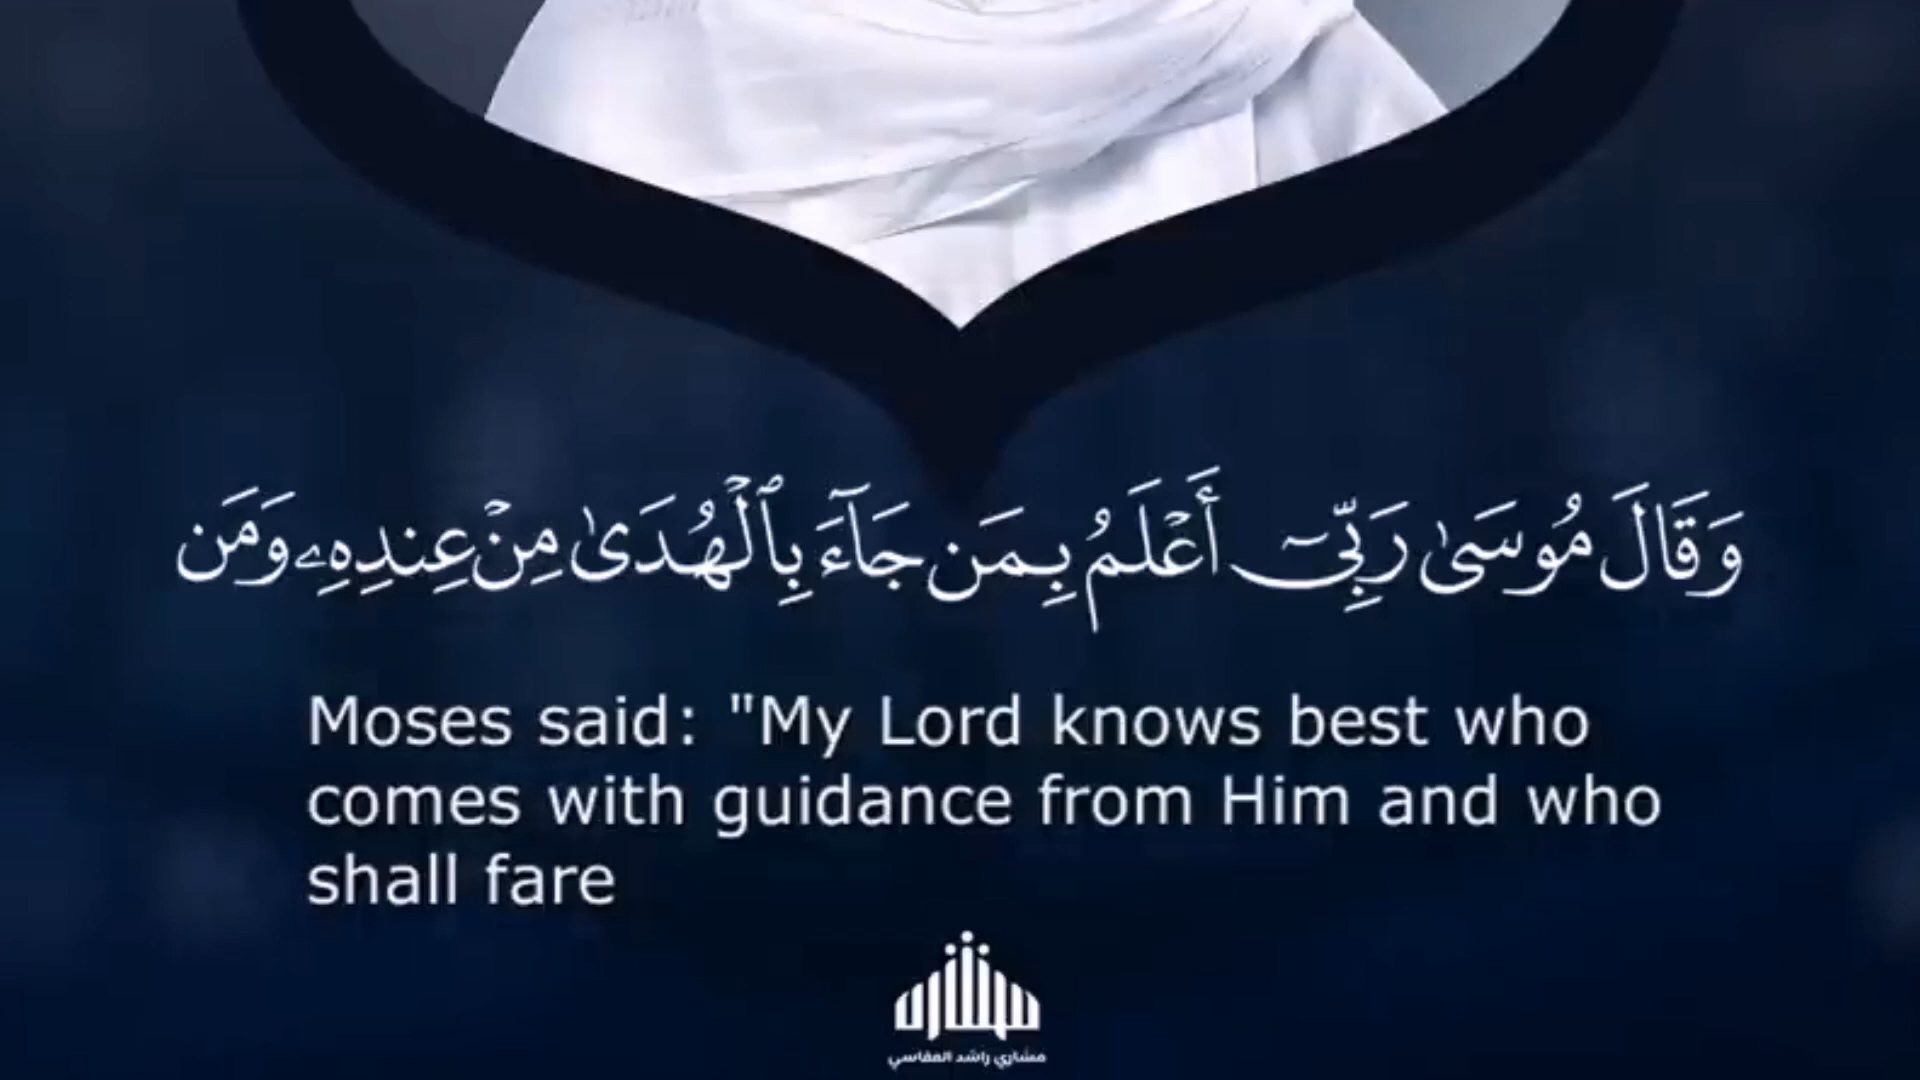 وَقَالَ مُوسَىٰ رَبِّىٓ أَعۡلَمُ بِمَن جَآءَ بِٱلۡهُدَىٰ مِنۡ عِندِهِۦ وَمَن
Moses said: "My Lord knows best who
comes with guidance from Him and who
shall fare
مشاري راشد العفاسي